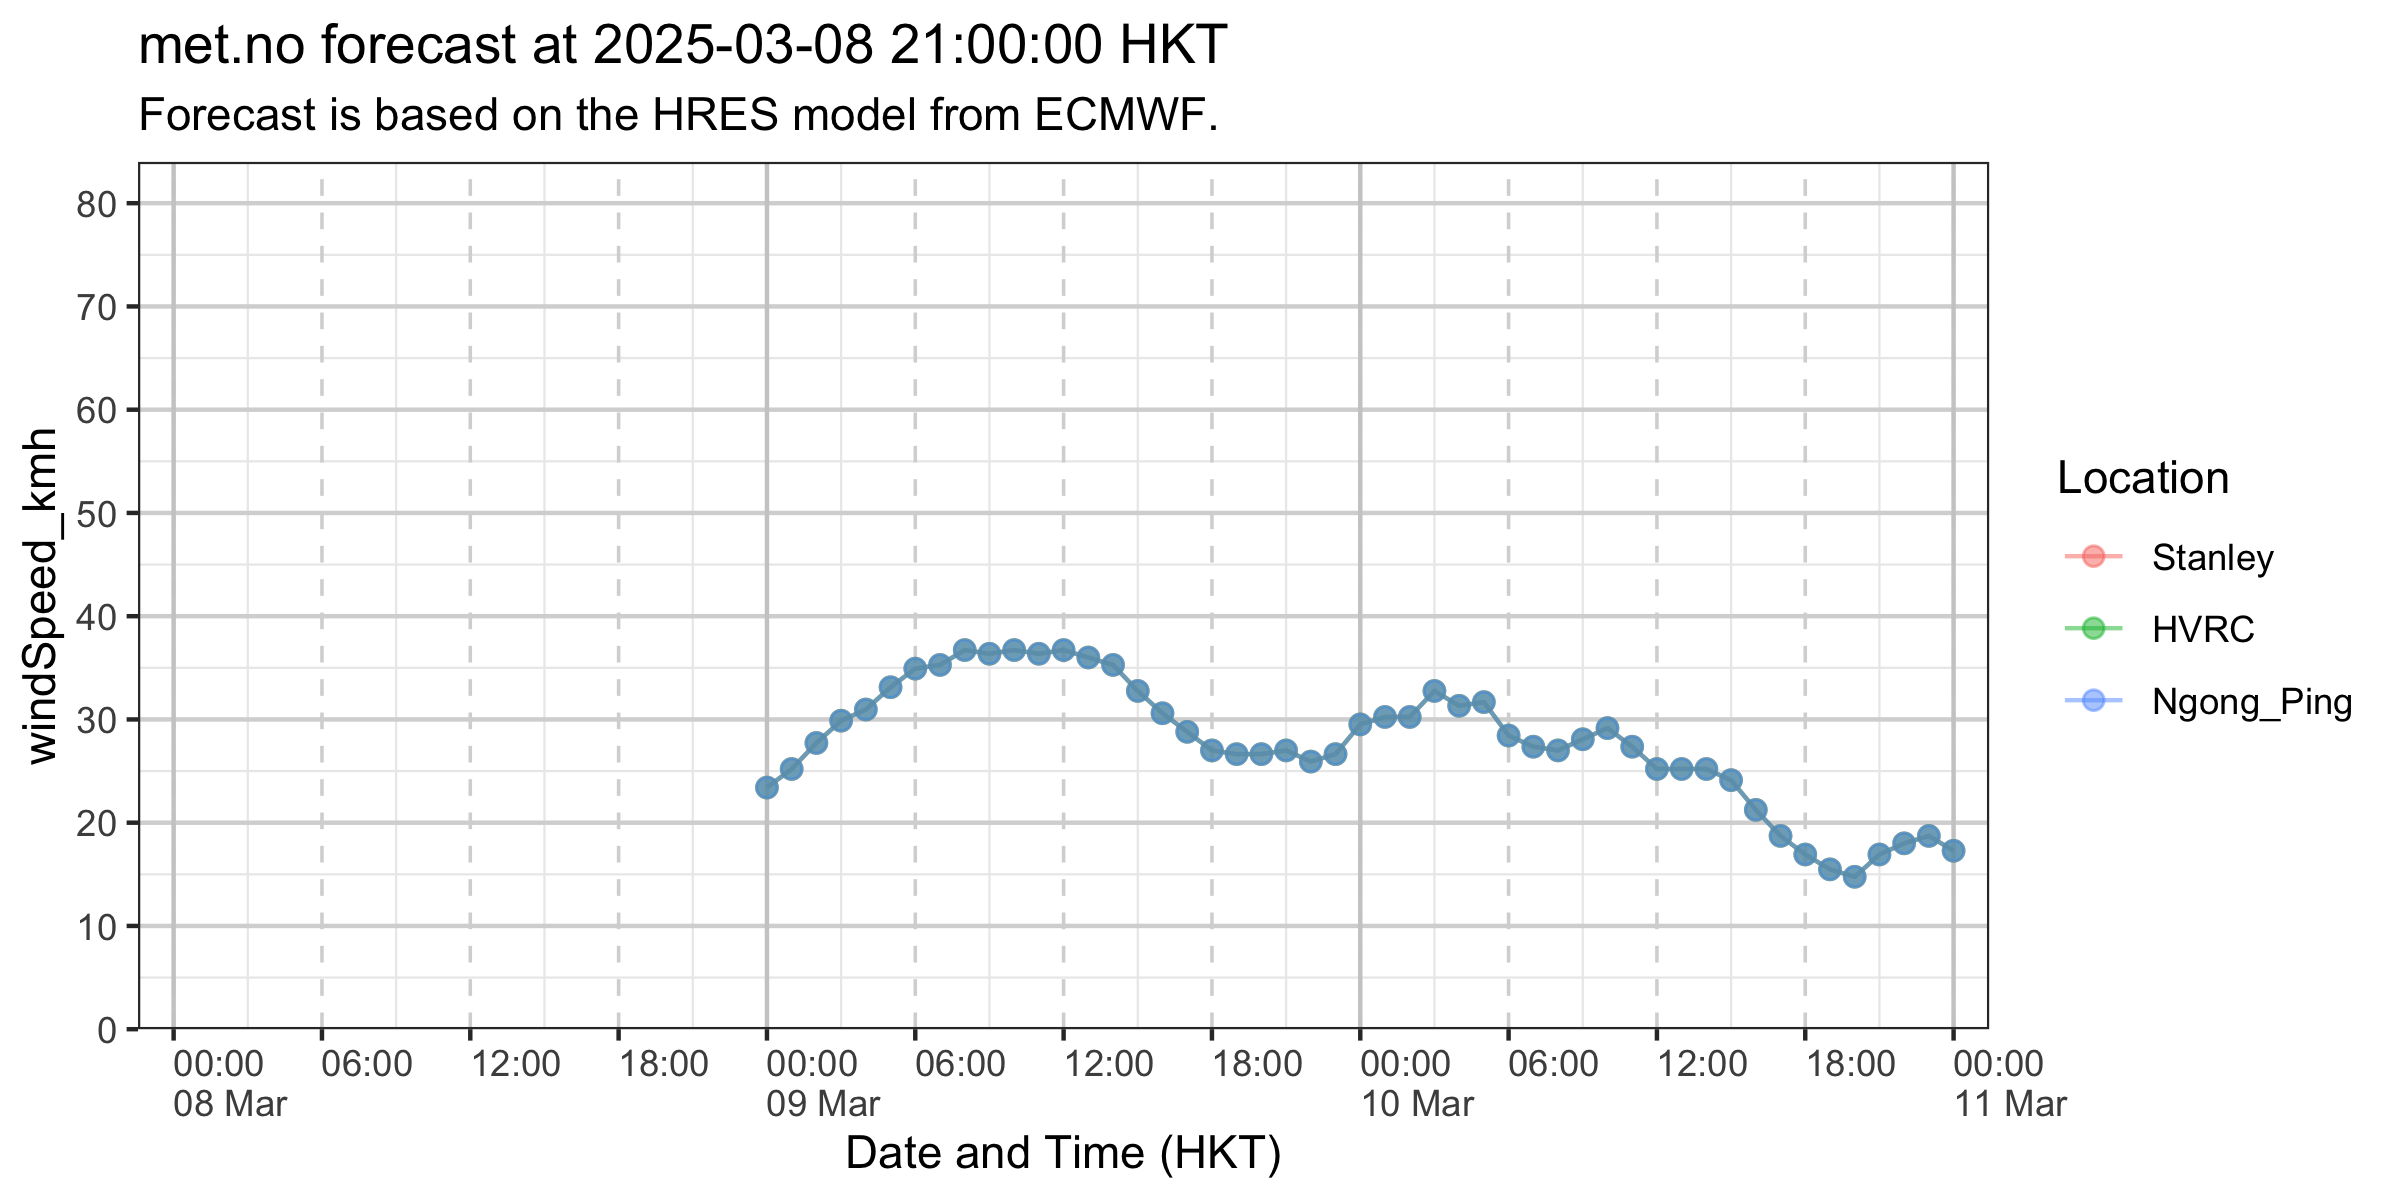 met.no forecast at 2025-03-08 21:00:00 HKT
Forecast is based on the HRES model from ECMWF.
windSpeed_kmh
80
70
60
50
40
30
20
10
0
00:00 06:00 12:00 18:00 00:00 06:00 12:00 18:00 00:00 06:00 12:00 18:00 00:00
08 Mar 09 Mar 10 Mar 11 Mar
Date and Time (HKT)
Location
Stanley
HVRC
Ngong_Ping